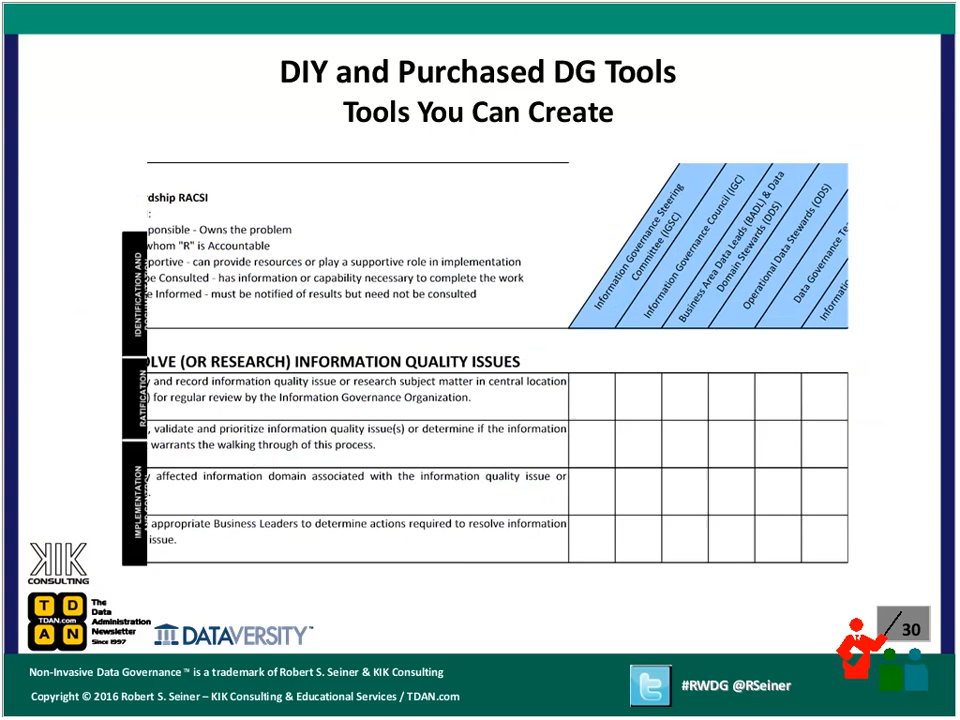 DIY and Purchased DG Tools
Tools You Can Create
rdship RACSI
:
ponsible - Owns the problem
whom "R" is Accountable
portive - can provide resources or play a supportive role in implementation
be Consulted - has information or capability necessary to complete the work
e Informed - must be notified of results but need not be consulted
Information Governance Steering
Committee (IGSC)
Information Governance Council (IGC)
Business Area Data Leads (BADL) & Data
Domain Stewards (DDS)
Operational Data Stewards (ODS)
Data Governance Te
Informatio
IDENTIFICATION AND
OLVE (OR RESEARCH) INFORMATION QUALITY ISSUES
y and record information quality issue or research subject matter in central location
) for regular review by the Information Governance Organization.
RATIFICATION
, validate and prioritize information quality issue(s) or determine if the information
warrants the walking through of this process.
IMPLEMENTATION
y affected information domain associated with the information quality issue or
.
appropriate Business Leaders to determine actions required to resolve information
issue.
KIK
CONSULTING
T D
TDAN.com
A N
The
Data
Administration
Newsletter
Since 1997
DATAVERSITY™
30
Non-Invasive Data Governance™ is a trademark of Robert S. Seiner & KIK Consulting
Copyright © 2016 Robert S. Seiner – KIK Consulting & Educational Services / TDAN.com
#RWDG @RSeiner